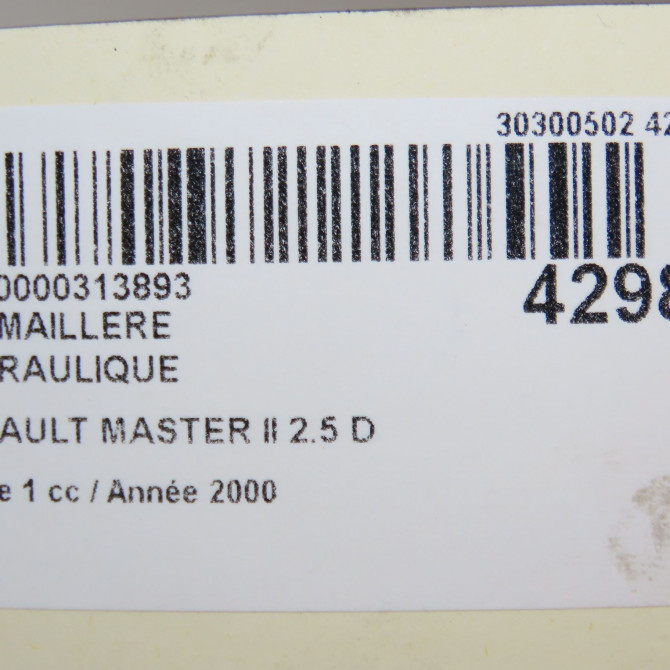 30300502 42
0000313893
4298
MAILLERE
RAULIQUE
AULT MASTER II 2.5 D
e 1 cc / Année 2000